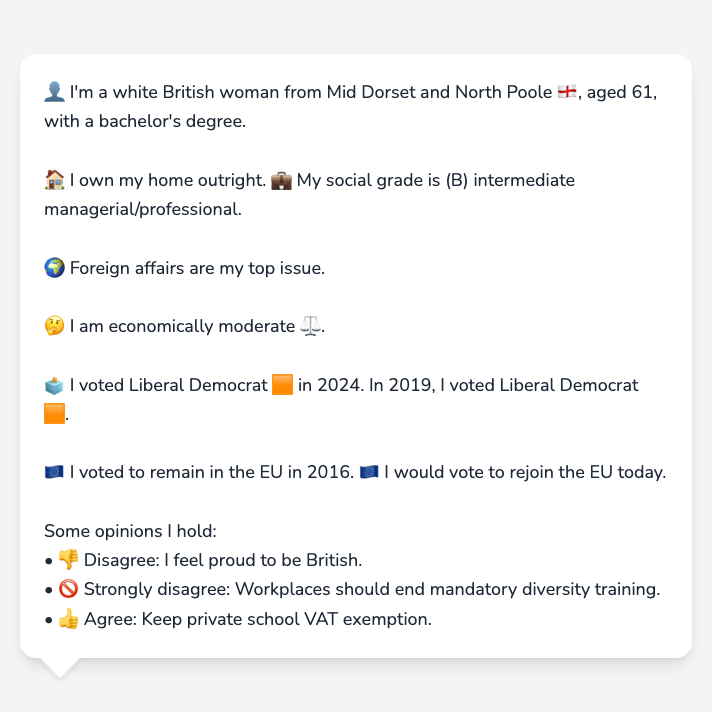 👤 I'm a white British woman from Mid Dorset and North Poole 🏴󠁧󠁢󠁥󠁮󠁧󠁿, aged 61,
with a bachelor's degree.
🏠 I own my home outright. 💼 My social grade is (B) intermediate
managerial/professional.
🌍 Foreign affairs are my top issue.
🤔 I am economically moderate ⚖️.
🗳️ I voted Liberal Democrat 🟧 in 2024. In 2019, I voted Liberal Democrat
🟧.
🇪🇺 I voted to remain in the EU in 2016. 🇪🇺 I would vote to rejoin the EU today.
Some opinions I hold:
• 👎 Disagree: I feel proud to be British.
• 🚫 Strongly disagree: Workplaces should end mandatory diversity training.
• 👍 Agree: Keep private school VAT exemption.